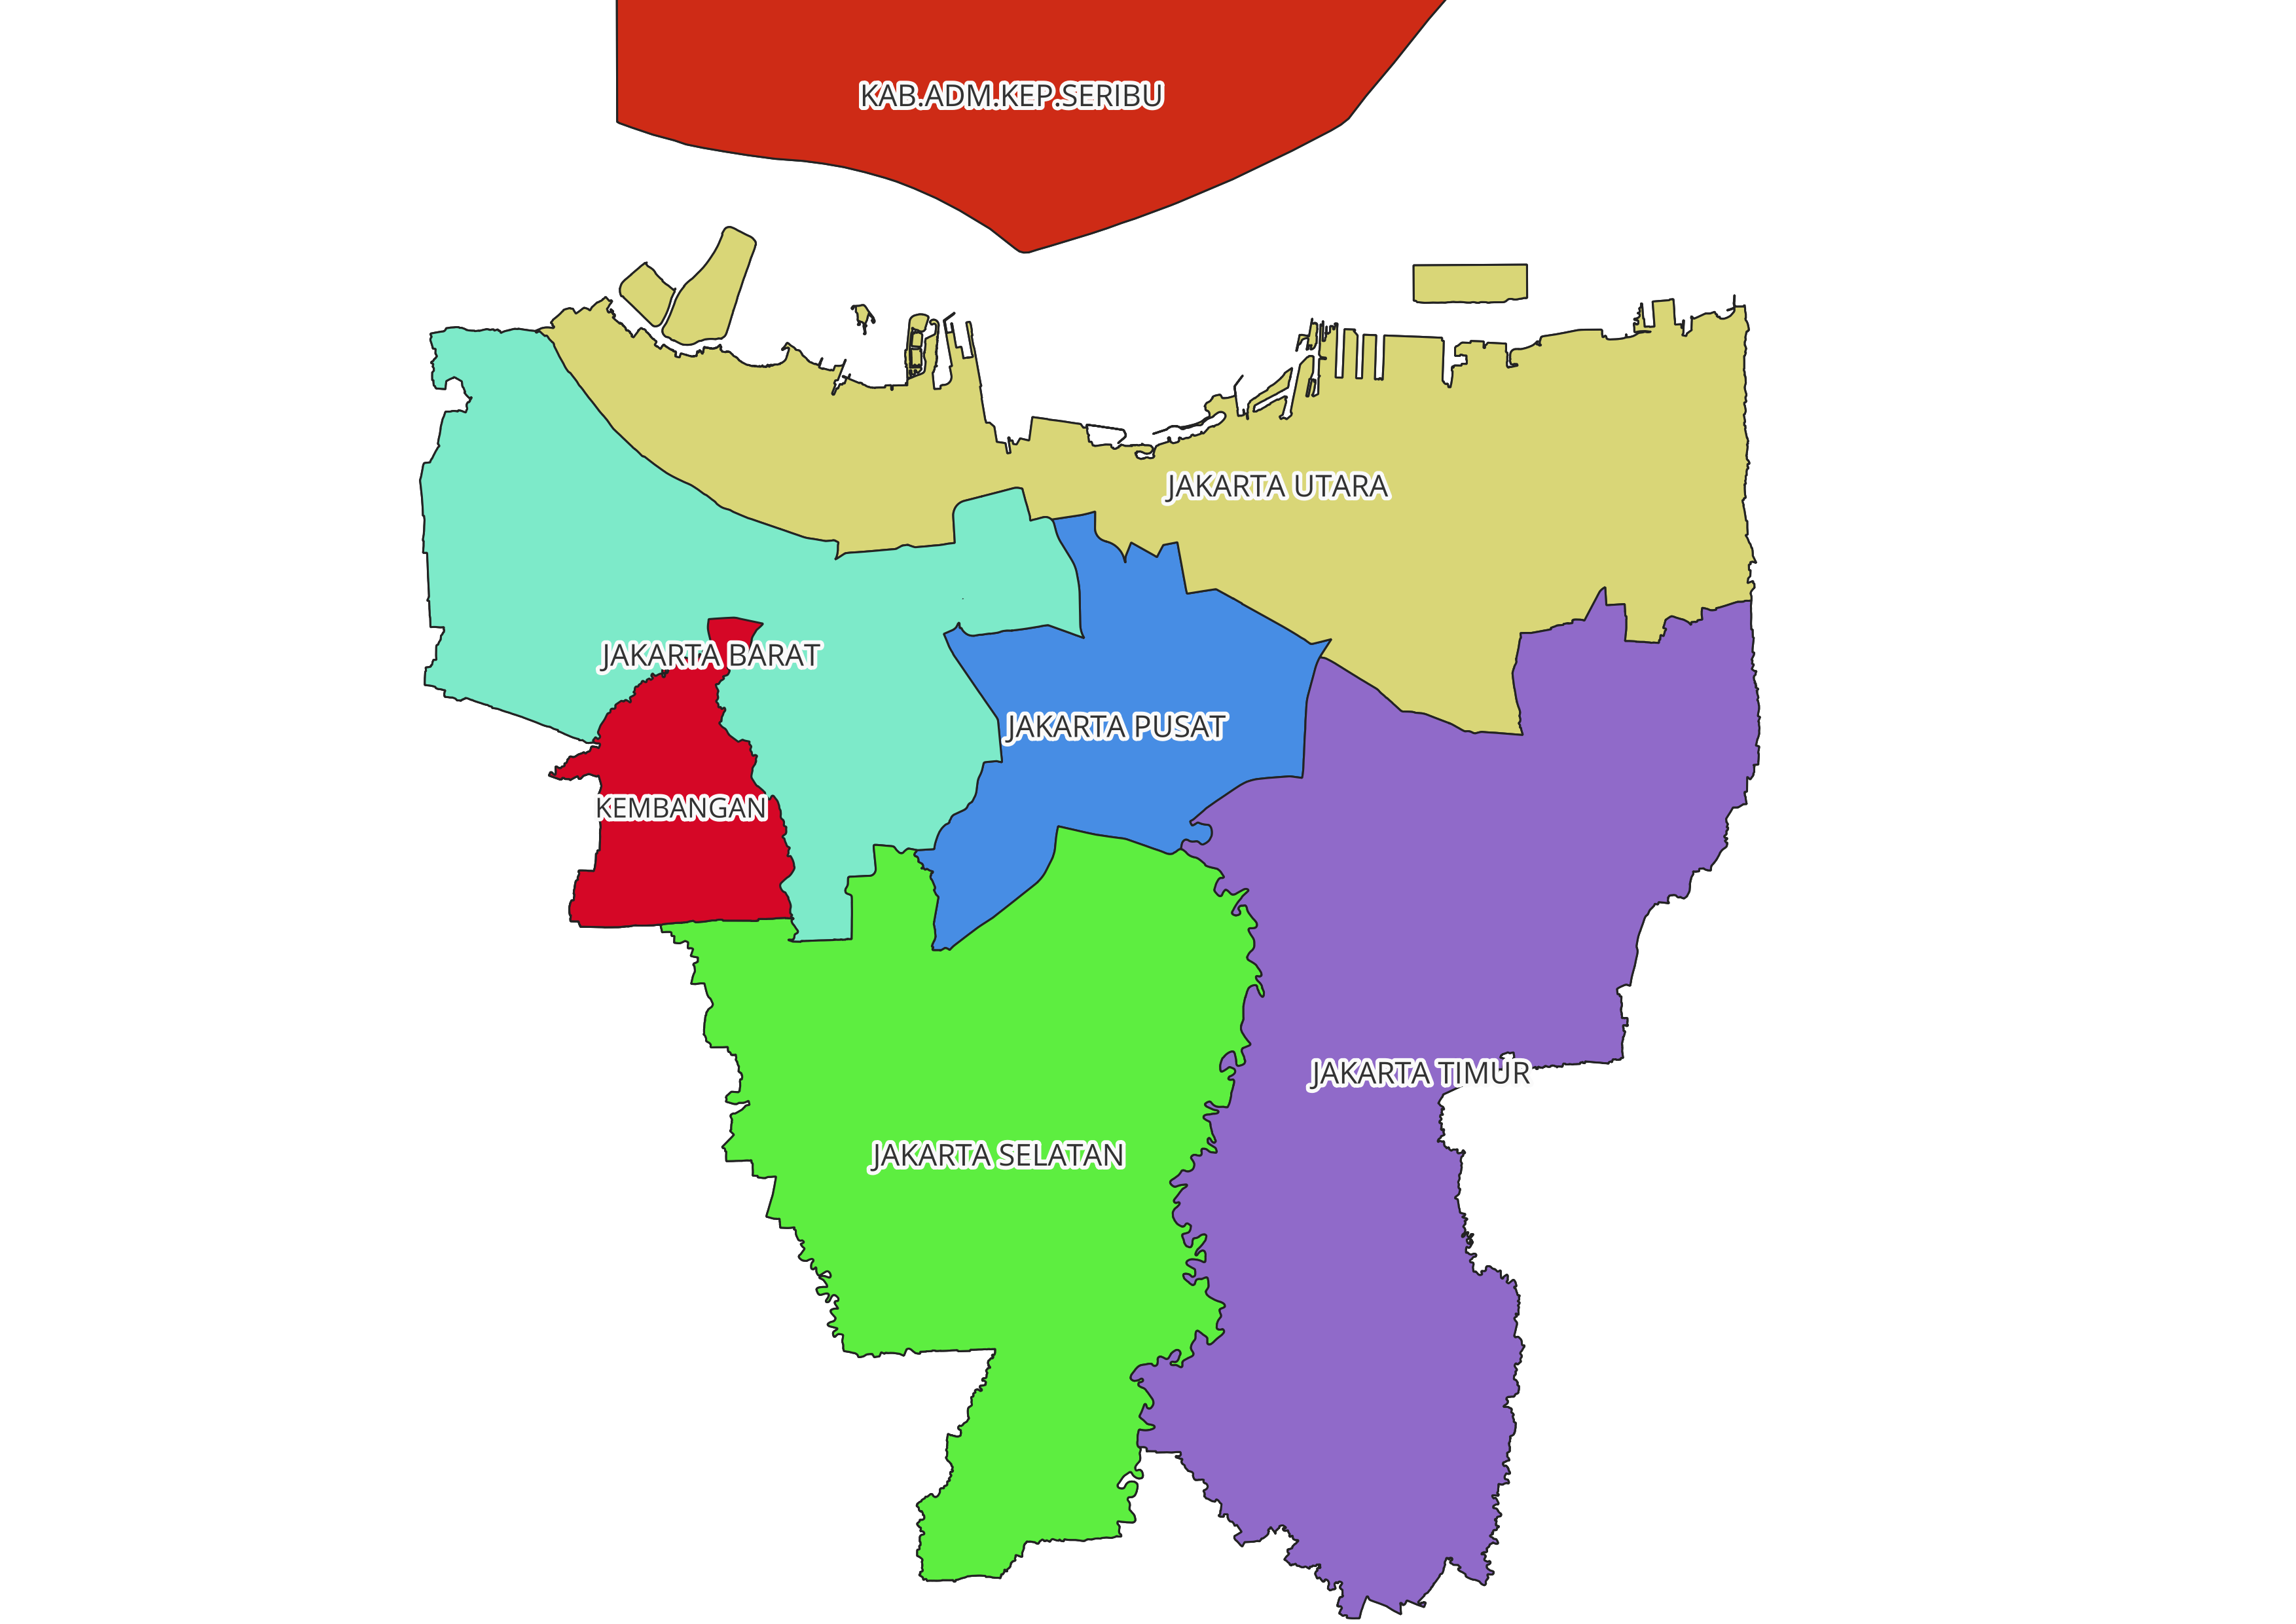 KAB.ADM.KEP.SERIBU
JAKARTA UTARA
JAKARTA BARAT
JAKARTA PUSAT
KEMBANGAN
JAKARTA TIMUR
JAKARTA SELATAN